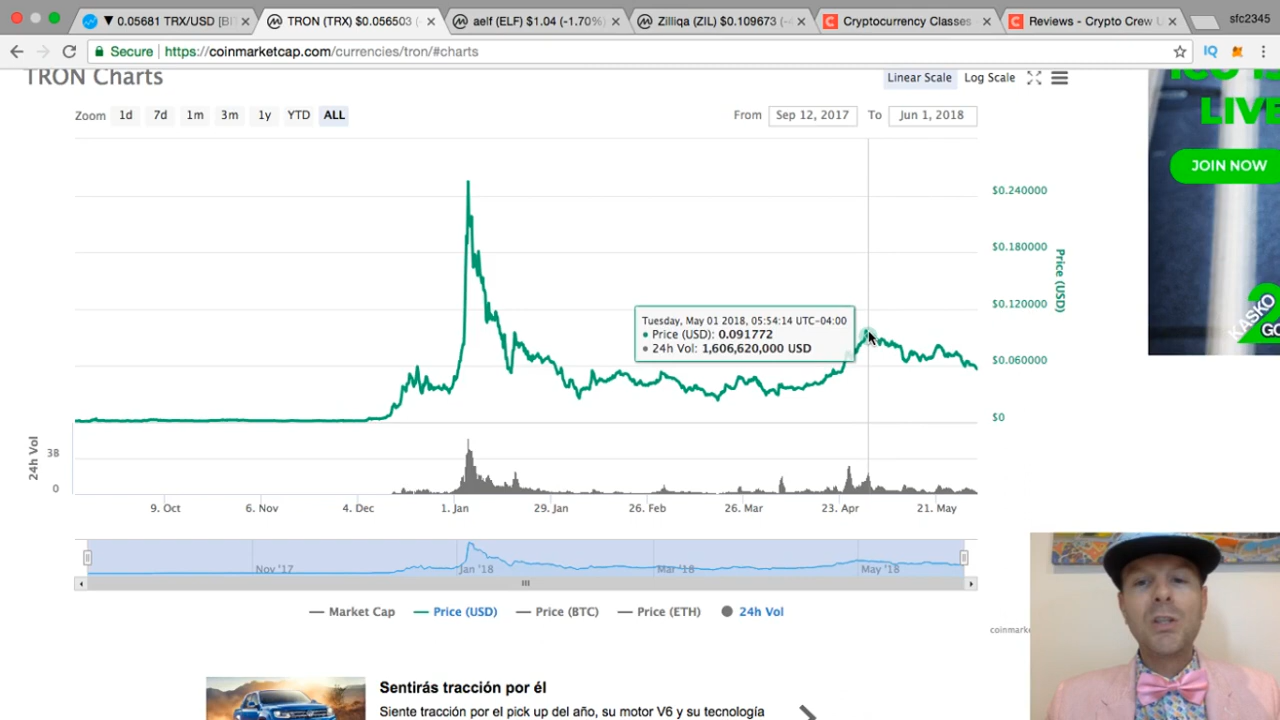 ▼ 0.05681 TRX/USD [BI
TRON (TRX) $0.056503 (
aelf (ELF) $1.04 (-1.70%)
Zilliqa (ZIL) $0.109673 (-
Cryptocurrency Classes
Reviews - Crypto Crew U
sfc2345
Secure | https://coinmarketcap.com/currencies/tron/#charts
IQ
TRON Charts
Linear Scale Log Scale
Zoom 1d 7d 1m 3m 1y YTD ALL
From Sep 12, 2017 To Jun 1, 2018
LIVE
JOIN NOW
$0.240000
$0.180000
$0.120000
$0.060000
$0
Price (USD)
Tuesday, May 01 2018, 05:54:14 UTC-04:00
● Price (USD): 0.091772
● 24h Vol: 1,606,620,000 USD
KASKO
2
GO
24h Vol
3B
0
9. Oct 6. Nov 4. Dec 1. Jan 29. Jan 26. Feb 26. Mar 23. Apr 21. May
Nov '17 Jan '18 Mar '18 May '18
Market Cap Price (USD) Price (BTC) Price (ETH) 24h Vol
coinmark
Sentirás tracción por él
Siente tracción por el pick up del año, su motor V6 y su tecnología